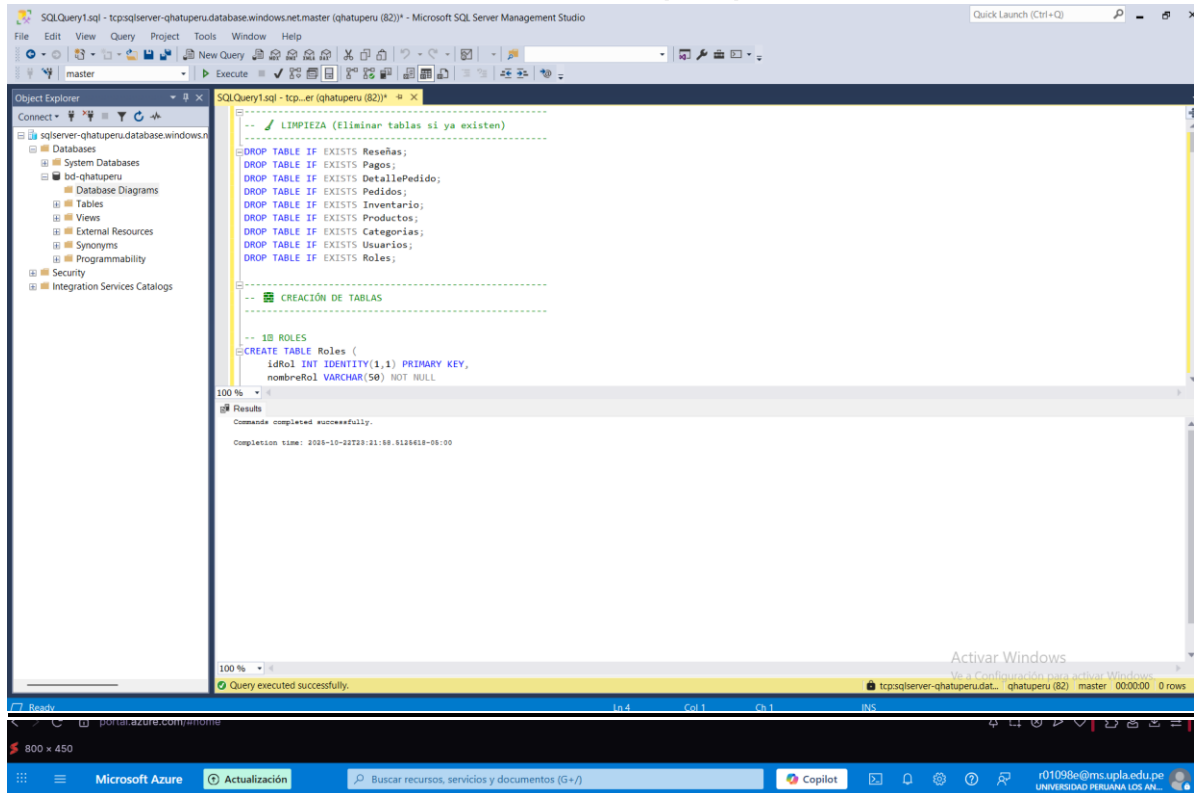 SQLQuery1.sql - tcp:sqlserver-qhatuperu.database.windows.net.master (qhatuperu (82))* - Microsoft SQL Server Management Studio
Quick Launch (Ctrl+Q)
File Edit View Query Project Tools Window Help
New Query
master
Execute
Object Explorer
SQLQuery1.sql - tcp...er (qhatuperu (82))*
Connect
sqlserver-qhatuperu.database.windows.n
Databases
System Databases
bd-qhatuperu
Database Diagrams
Tables
Views
External Resources
Synonyms
Programmability
Security
Integration Services Catalogs
-- LIMPIEZA (Eliminar tablas si ya existen)
DROP TABLE IF EXISTS Reseñas;
DROP TABLE IF EXISTS Pagos;
DROP TABLE IF EXISTS DetallePedido;
DROP TABLE IF EXISTS Pedidos;
DROP TABLE IF EXISTS Inventario;
DROP TABLE IF EXISTS Productos;
DROP TABLE IF EXISTS Categorias;
DROP TABLE IF EXISTS Usuarios;
DROP TABLE IF EXISTS Roles;
-- CREACIÓN DE TABLAS
-- 1 ROLES
CREATE TABLE Roles (
idRol INT IDENTITY(1,1) PRIMARY KEY,
nombreRol VARCHAR(50) NOT NULL
100 %
Results
Commands completed successfully.
Completion time: 2025-10-22T23:21:58.5125618-05:00
Activar Windows
Ve a Configuración para activar Windows.
100 %
Query executed successfully.
tcp:sqlserver-qhatuperu.dat... qhatuperu (82) master 00:00:00 0 rows
Ready Ln 4 Col 1 Ch 1 INS
portal.azure.com/#home
800 × 450
Microsoft Azure Actualización Buscar recursos, servicios y documentos (G+/) Copilot
r01098e@ms.upla.edu.pe
UNIVERSIDAD PERUANA LOS AN...